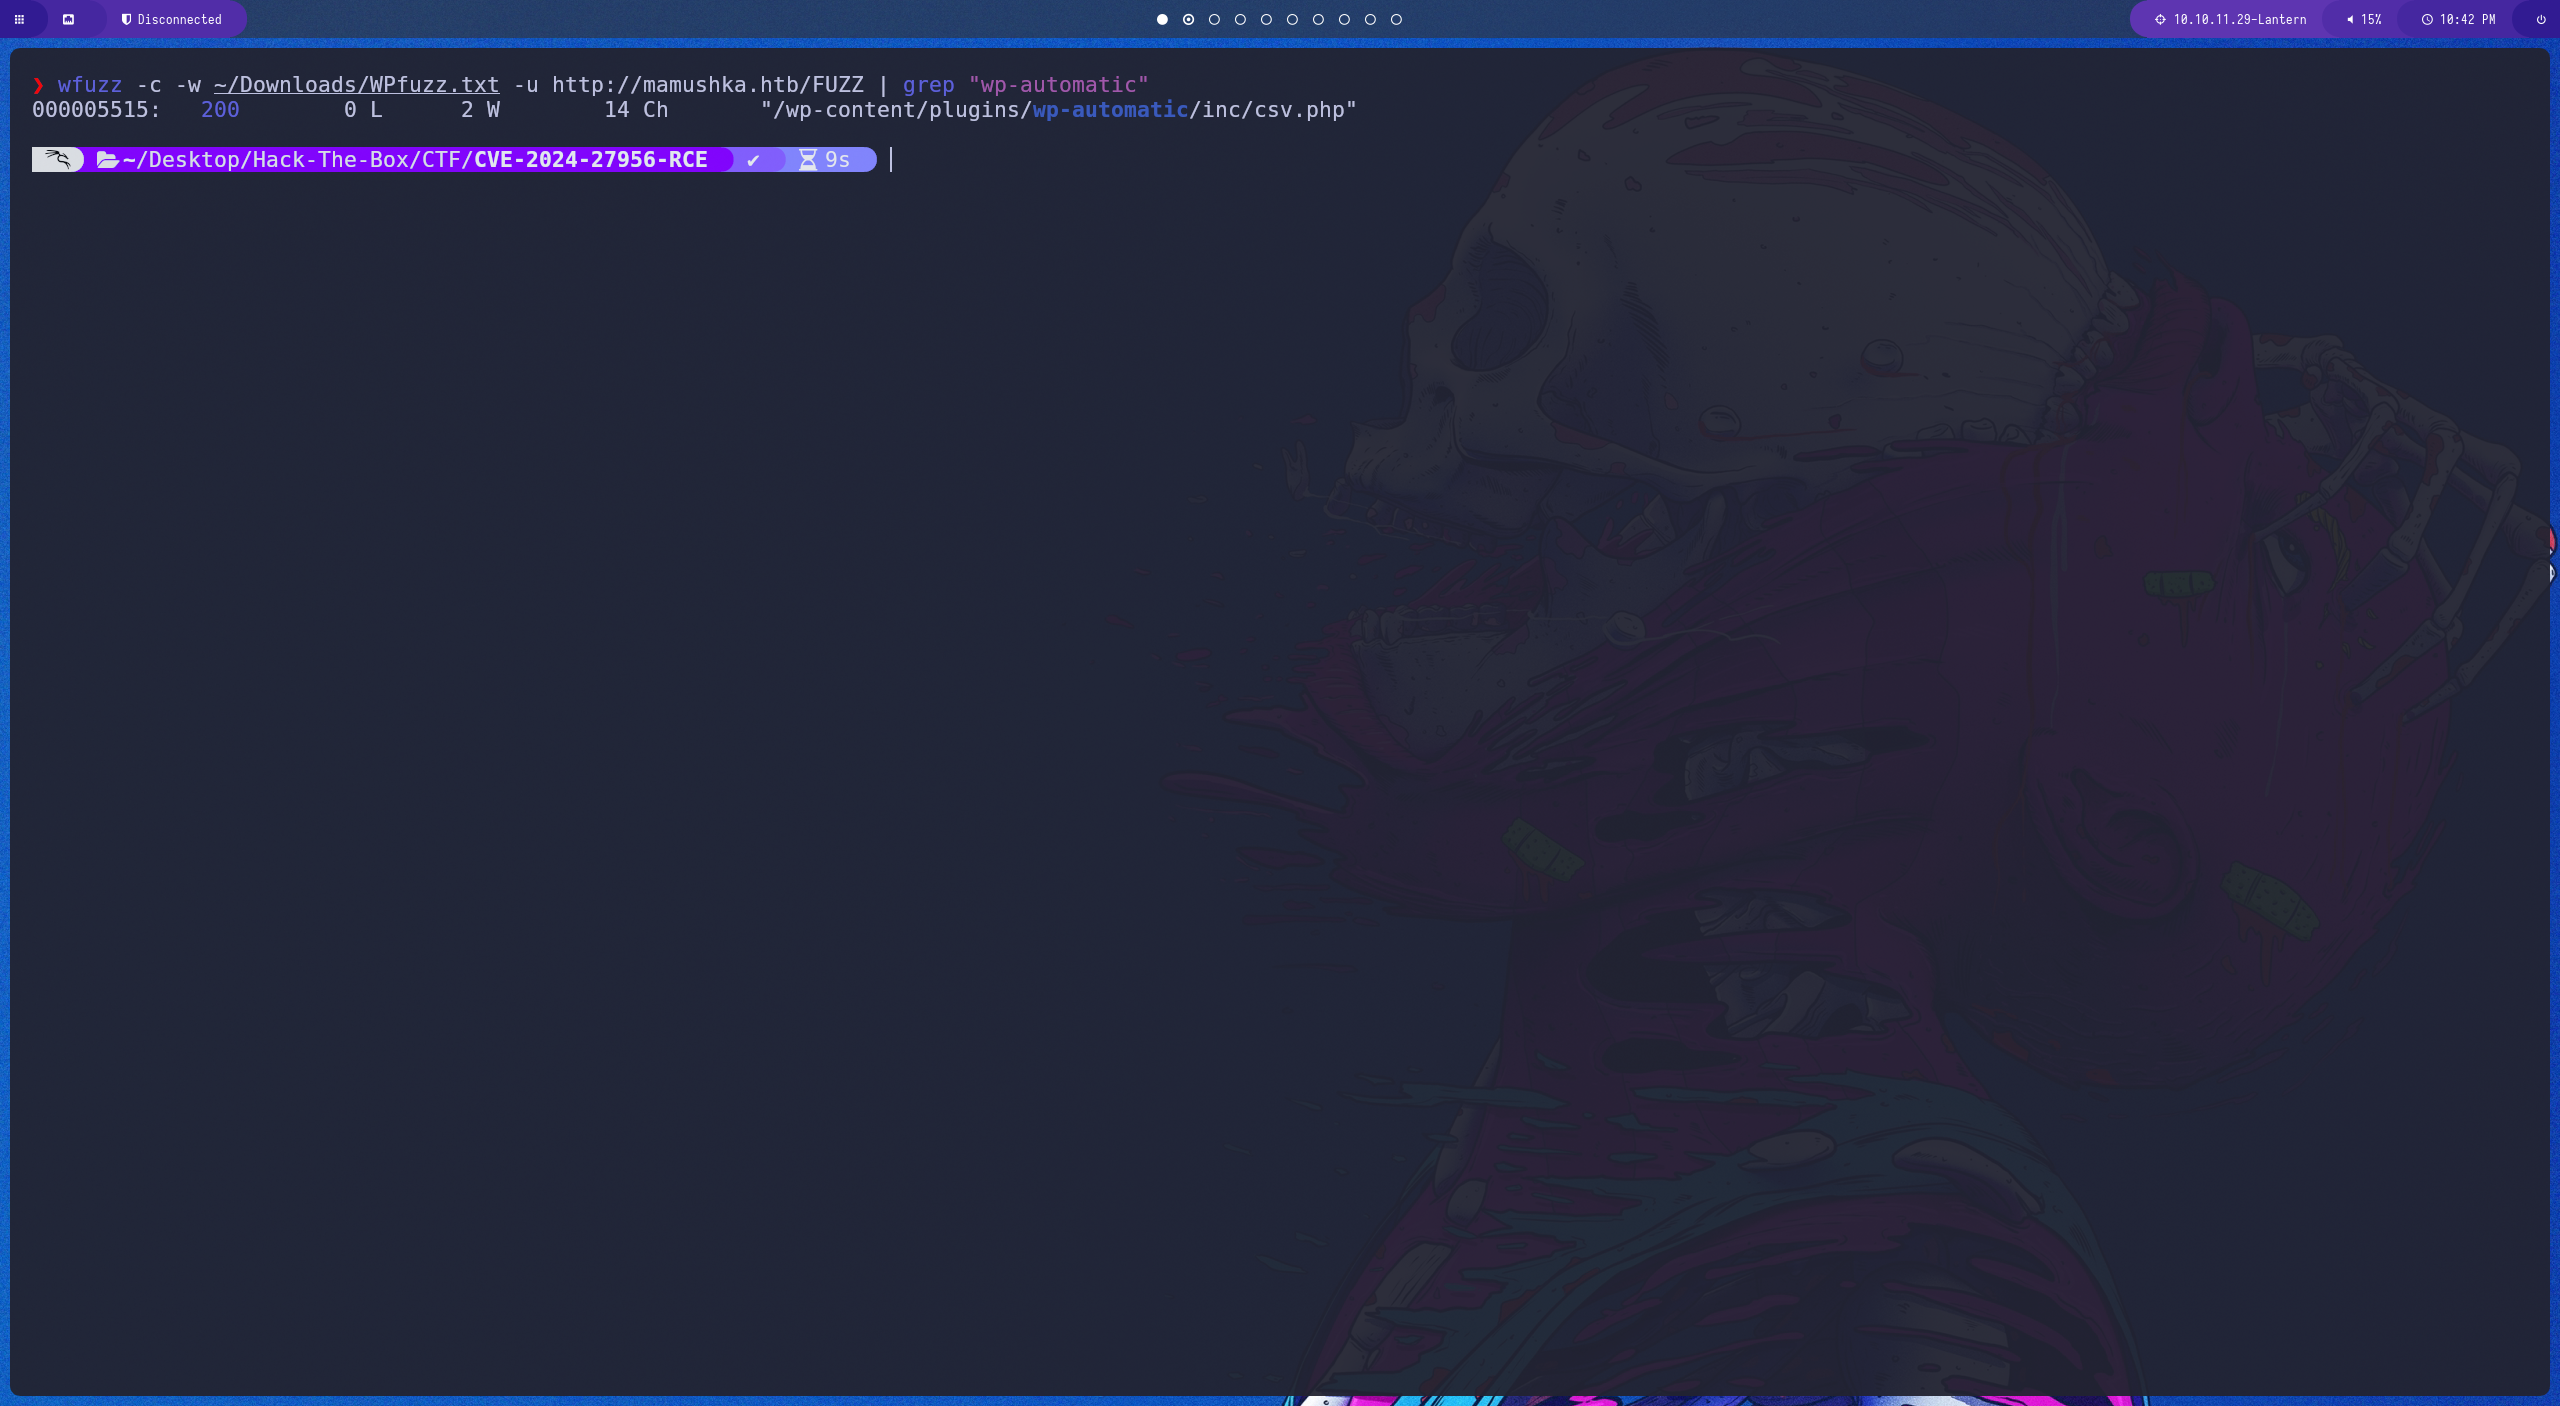 Disconnected
10.10.11.29-Lantern 15% 10:42 PM
❯ wfuzz -c -w ~/Downloads/WPfuzz.txt -u http://mamushka.htb/FUZZ | grep "wp-automatic"
000005515:   200        0 L      2 W        14 Ch       "/wp-content/plugins/wp-automatic/inc/csv.php"
~/Desktop/Hack-The-Box/CTF/CVE-2024-27956-RCE ✔ 9s